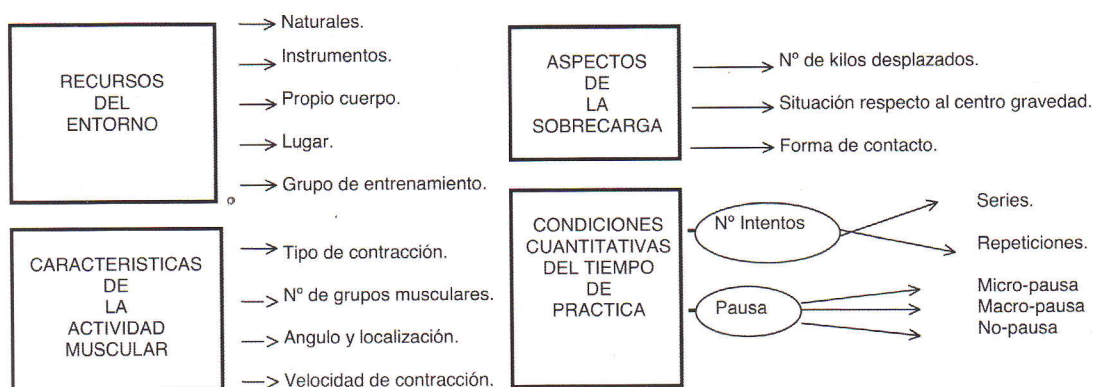 RECURSOS
DEL
ENTORNO
Naturales.
Instrumentos.
Propio cuerpo.
Lugar.
Grupo de entrenamiento.
CARACTERISTICAS
DE
LA
ACTIVIDAD
MUSCULAR
Tipo de contracción.
Nº de grupos musculares.
Angulo y localización.
Velocidad de contracción.
ASPECTOS
DE
LA
SOBRECARGA
Nº de kilos desplazados.
Situación respecto al centro gravedad.
Forma de contacto.
CONDICIONES
CUANTITATIVAS
DEL TIEMPO
DE
PRACTICA
Nº Intentos
Series.
Repeticiones.
Pausa
Micro-pausa
Macro-pausa
No-pausa